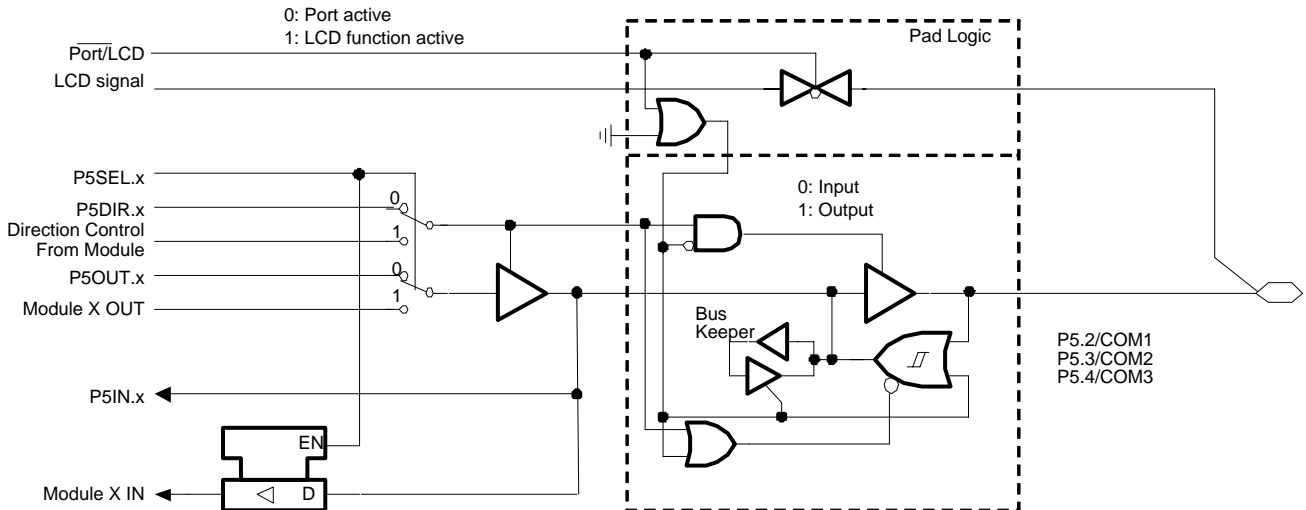 0: Port active
1: LCD function active
Pad Logic
Port/LCD
LCD signal
P5SEL.x
0
P5DIR.x
Direction Control
From Module
1
P5OUT.x
0
Module X OUT
1
0: Input
1: Output
Bus
Keeper
P5.2/COM1
P5.3/COM2
P5.4/COM3
P5IN.x
EN
Module X IN
D